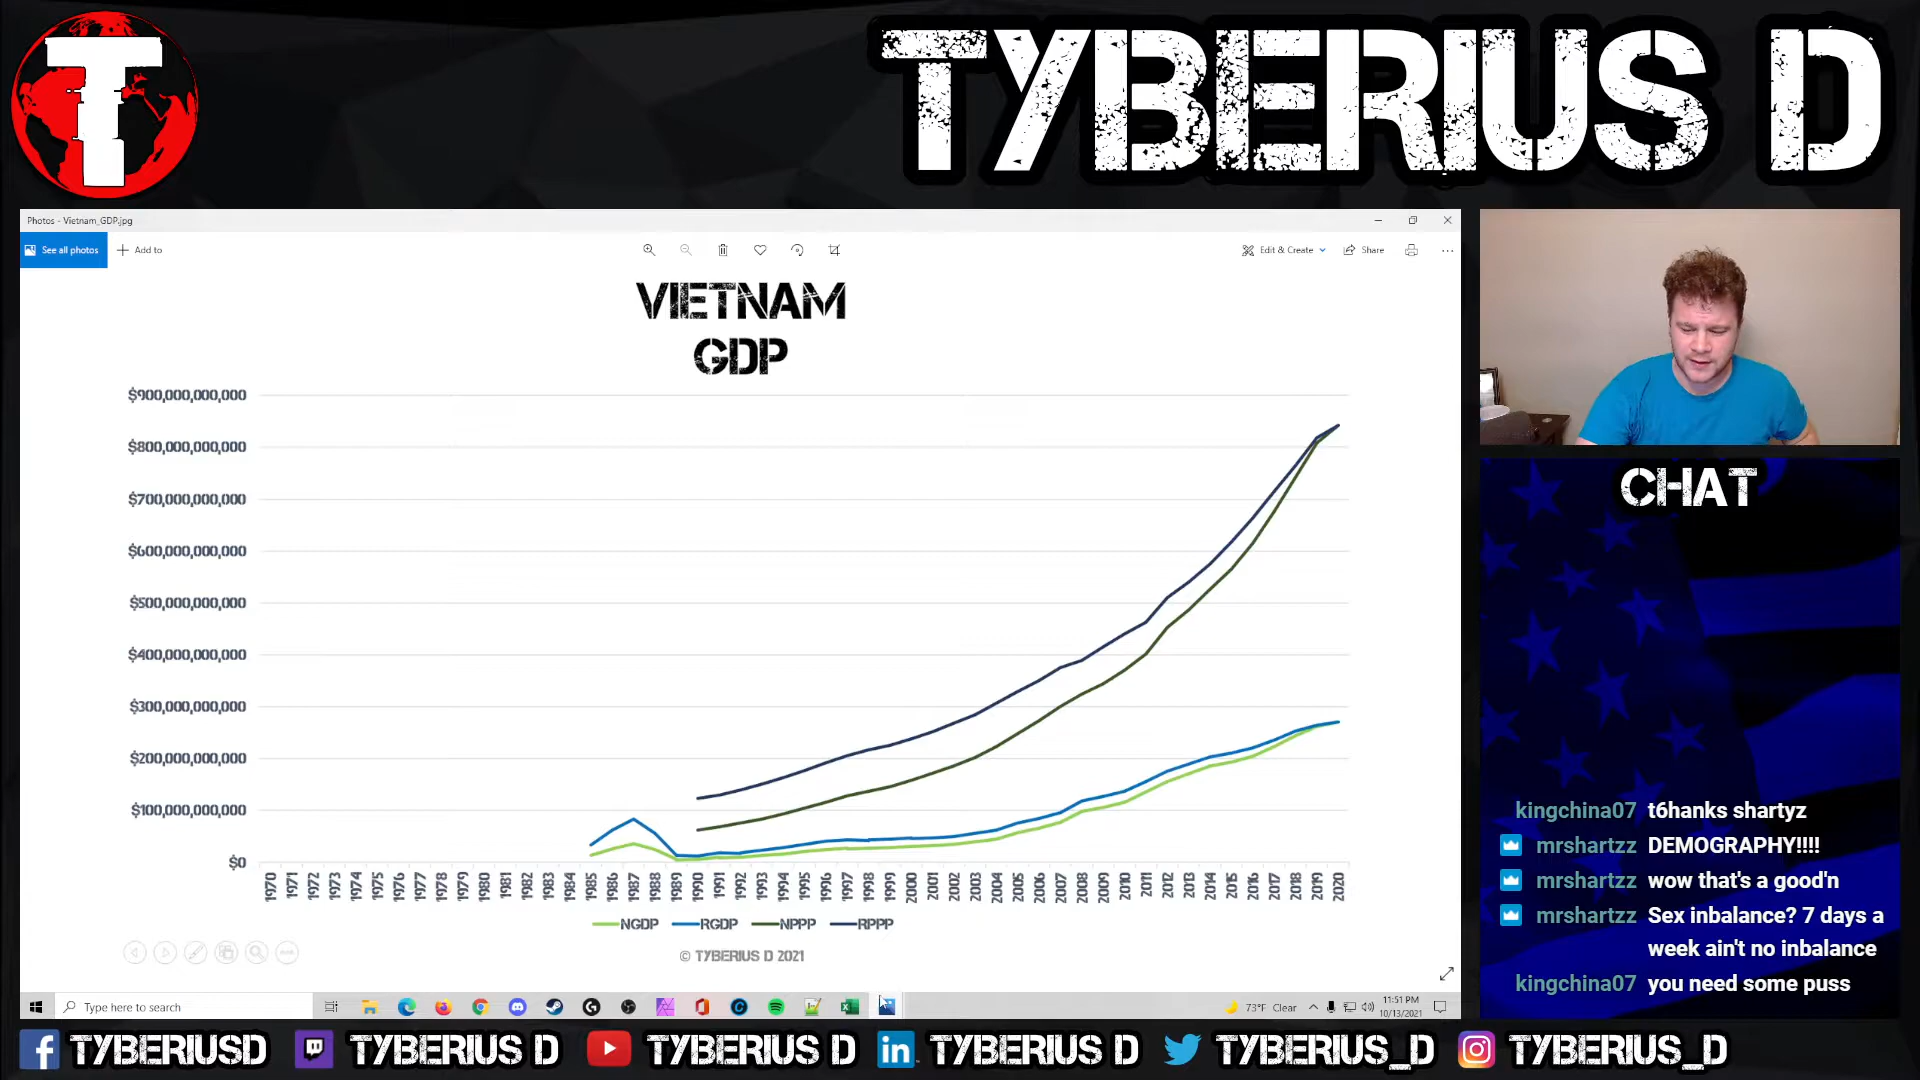 T
TYBERIUS D
Photos - Vietnam_GDP.jpg
See all photos
Add to
Edit & Create
Share
VIETNAM
GDP
$900,000,000,000
$800,000,000,000
$700,000,000,000
$600,000,000,000
$500,000,000,000
$400,000,000,000
$300,000,000,000
$200,000,000,000
$100,000,000,000
$0
1970 1971 1972 1973 1974 1975 1976 1977 1978 1979 1980 1981 1982 1983 1984 1985 1986 1987 1988 1989 1990 1991 1992 1993 1994 1995 1996 1997 1998 1999 2000 2001 2002 2003 2004 2005 2006 2007 2008 2009 2010 2011 2012 2013 2014 2015 2016 2017 2018 2019 2020
NGDP RGDP NPPP RPPP
© TYBERIUS D 2021
Type here to search
73°F Clear
11:51 PM
10/13/2021
CHAT
kingchina07 t6hanks shartyz
mrshartzz DEMOGRAPHY!!!!
mrshartzz wow that's a good'n
mrshartzz Sex inbalance? 7 days a
week ain't no inbalance
kingchina07 you need some puss
TYBERIUSD TYBERIUS D TYBERIUS D TYBERIUS D TYBERIUS_D TYBERIUS_D